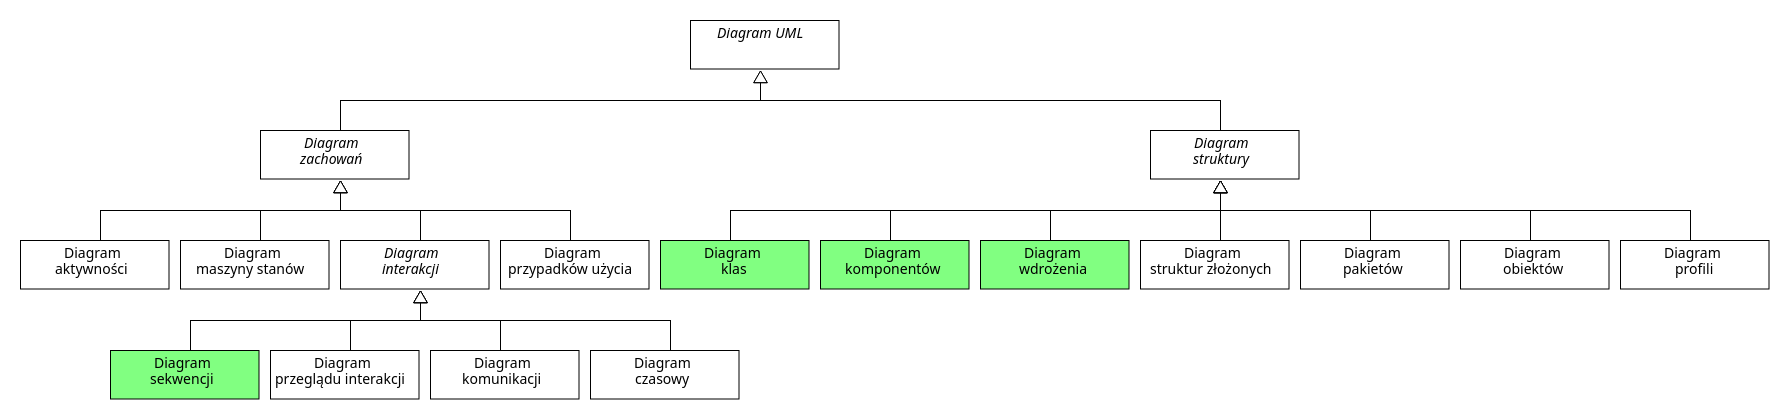 Diagram UML
Diagram
zachowań
Diagram
struktury
Diagram
aktywności
Diagram
maszyny stanów
Diagram
interakcji
Diagram
przypadków użycia
Diagram
klas
Diagram
komponentów
Diagram
wdrożenia
Diagram
struktur złożonych
Diagram
pakietów
Diagram
obiektów
Diagram
profili
Diagram
sekwencji
Diagram
przeglądu interakcji
Diagram
komunikacji
Diagram
czasowy